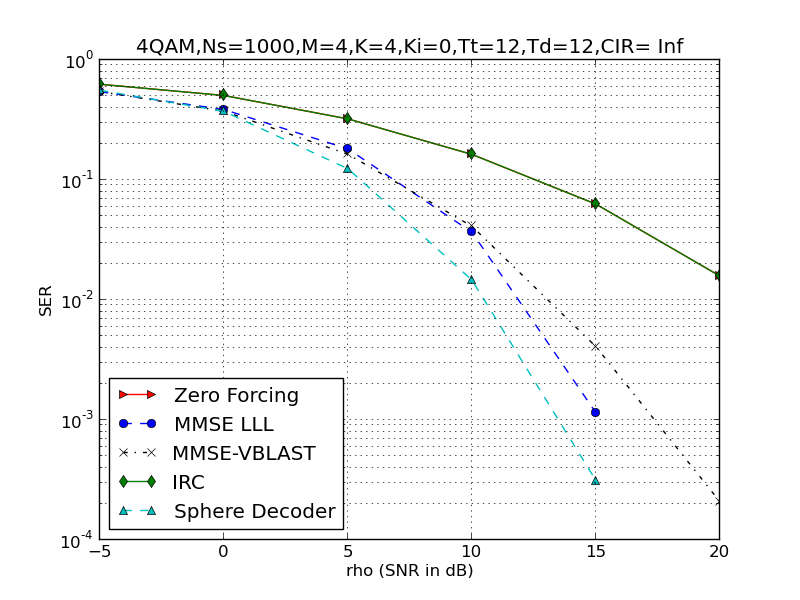 4QAM,Ns=1000,M=4,K=4,Ki=0,Tt=12,Td=12,CIR= Inf
10^0
10^-1
10^-2
10^-3
10^-4
SER
Zero Forcing
MMSE LLL
MMSE-VBLAST
IRC
Sphere Decoder
−5 0 5 10 15 20
rho (SNR in dB)